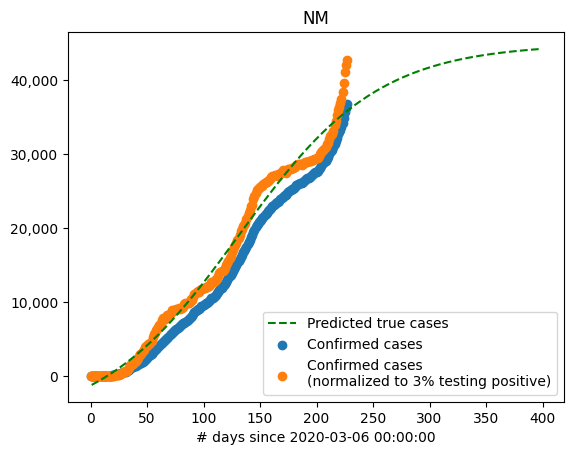 NM
40,000
30,000
20,000
10,000
0
Predicted true cases
Confirmed cases
Confirmed cases
(normalized to 3% testing positive)
0 50 100 150 200 250 300 350 400
# days since 2020-03-06 00:00:00